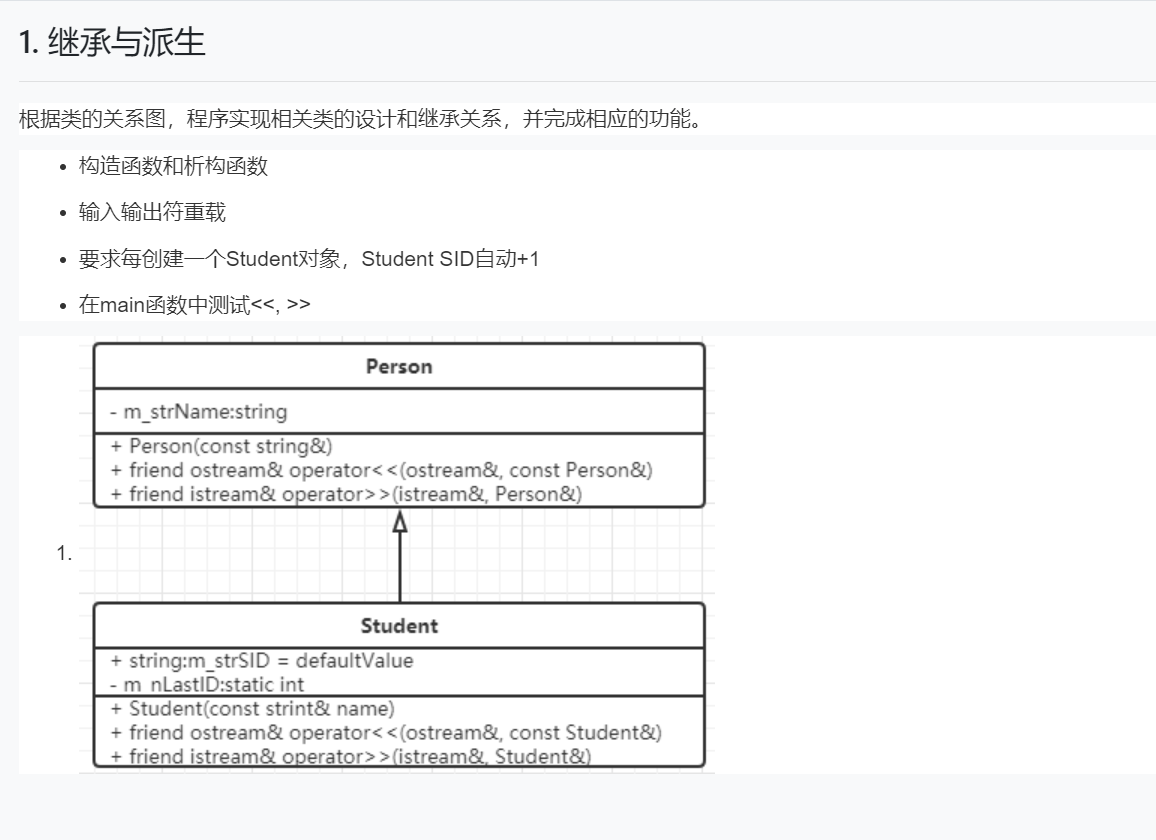 1. 继承与派生
根据类的关系图，程序实现相关类的设计和继承关系，并完成相应的功能。
• 构造函数和析构函数
• 输入输出符重载
• 要求每创建一个Student对象，Student SID自动+1
• 在main函数中测试<<, >>
Person
- m_strName:string
+ Person(const string&)
+ friend ostream& operator<<(ostream&, const Person&)
+ friend istream& operator>>(istream&, Person&)
1.
Student
+ string:m_strSID = defaultValue
- m_nLastID:static int
+ Student(const strint& name)
+ friend ostream& operator<<(ostream&, const Student&)
+ friend istream& operator>>(istream&, Student&)